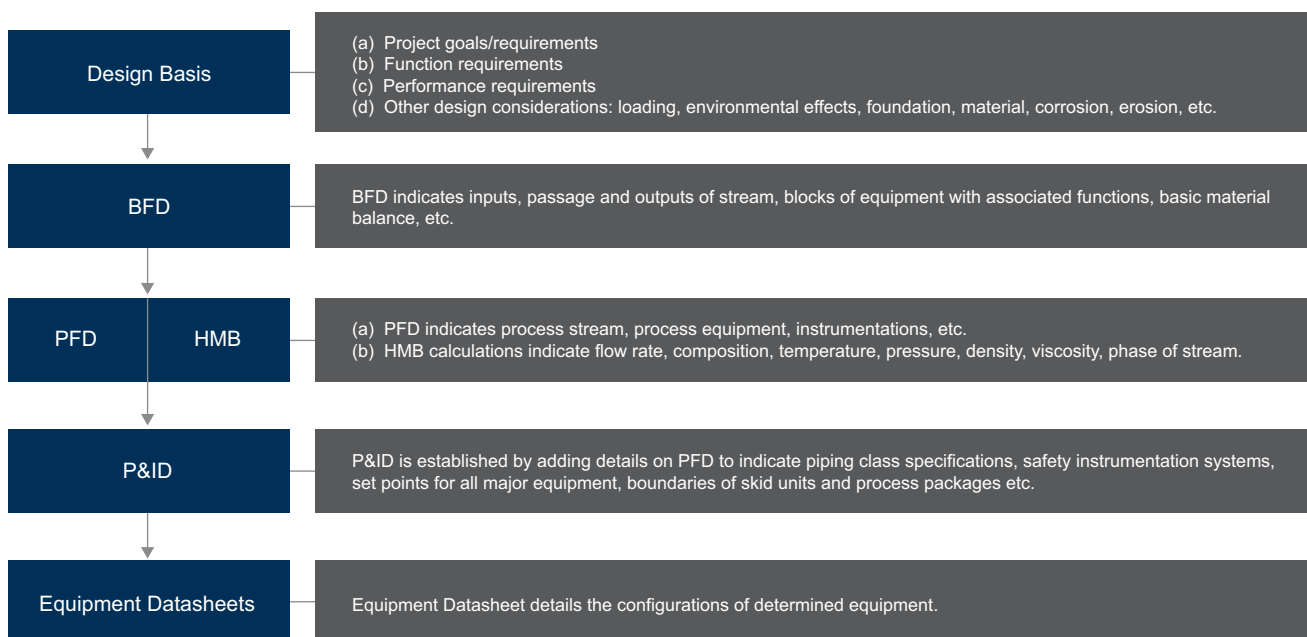 Design Basis
(a) Project goals/requirements
(b) Function requirements
(c) Performance requirements
(d) Other design considerations: loading, environmental effects, foundation, material, corrosion, erosion, etc.
BFD
BFD indicates inputs, passage and outputs of stream, blocks of equipment with associated functions, basic material
balance, etc.
PFD
HMB
(a) PFD indicates process stream, process equipment, instrumentations, etc.
(b) HMB calculations indicate flow rate, composition, temperature, pressure, density, viscosity, phase of stream.
P&ID
P&ID is established by adding details on PFD to indicate piping class specifications, safety instrumentation systems,
set points for all major equipment, boundaries of skid units and process packages etc.
Equipment Datasheets
Equipment Datasheet details the configurations of determined equipment.